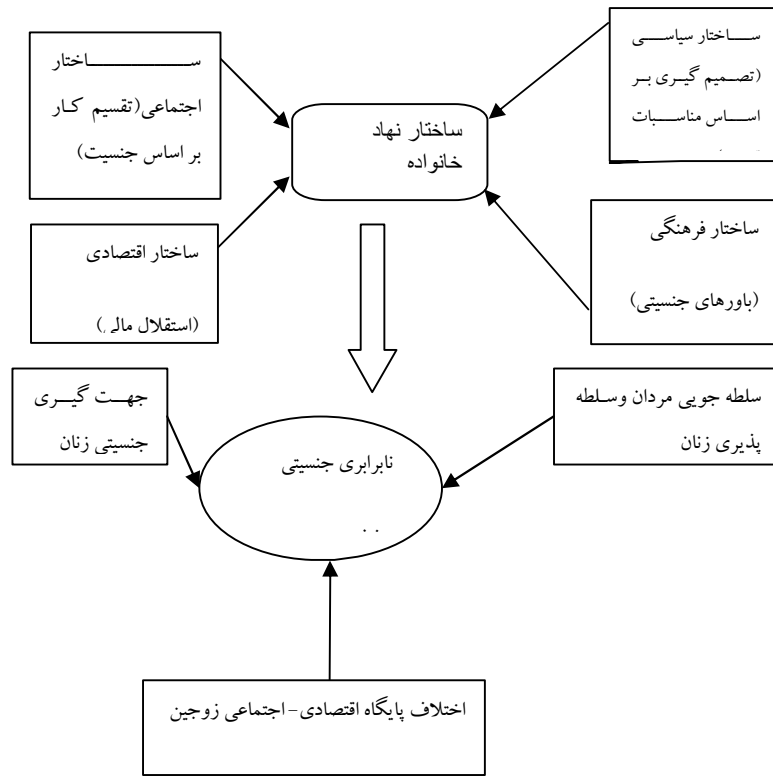 ساختار سیاسی
(تصمیم گیری بر
اساس مناسبات
ساختار
اجتماعی(تقسیم کار
بر اساس جنسیت)
ساختار نهاد
خانواده
ساختار فرهنگی
(باورهای جنسیتی)
ساختار اقتصادی
(استقلال مالی)
سلطه جویی مردان وسلطه
پذیری زنان
جهت گیری
جنسیتی زنان
نابرابری جنسیتی
اختلاف پایگاه اقتصادی-اجتماعی زوجین